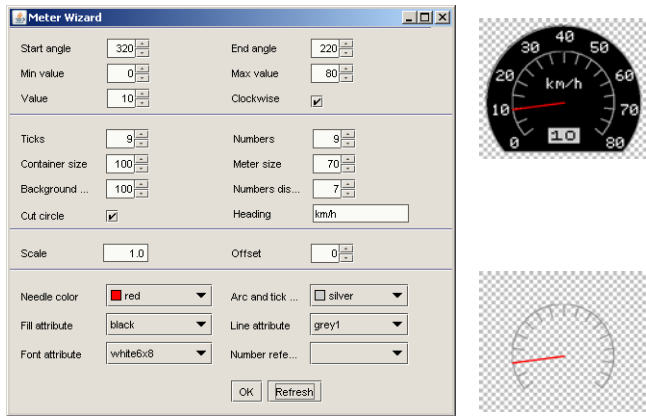 Meter Wizard
Start angle 320 End angle 220
Min value 0 Max value 80
Value 10 Clockwise
Ticks 9 Numbers 9
Container size 100 Meter size 70
Background ... 100 Numbers dis... 7
Cut circle Heading km/h
Scale 1.0 Offset 0
Needle color red Arc and tick ... silver
Fill attribute black Line attribute grey1
Font attribute white6x8 Number refe...
OK Refresh
40
30 50
20 60
km/h
10 70
0 10 80